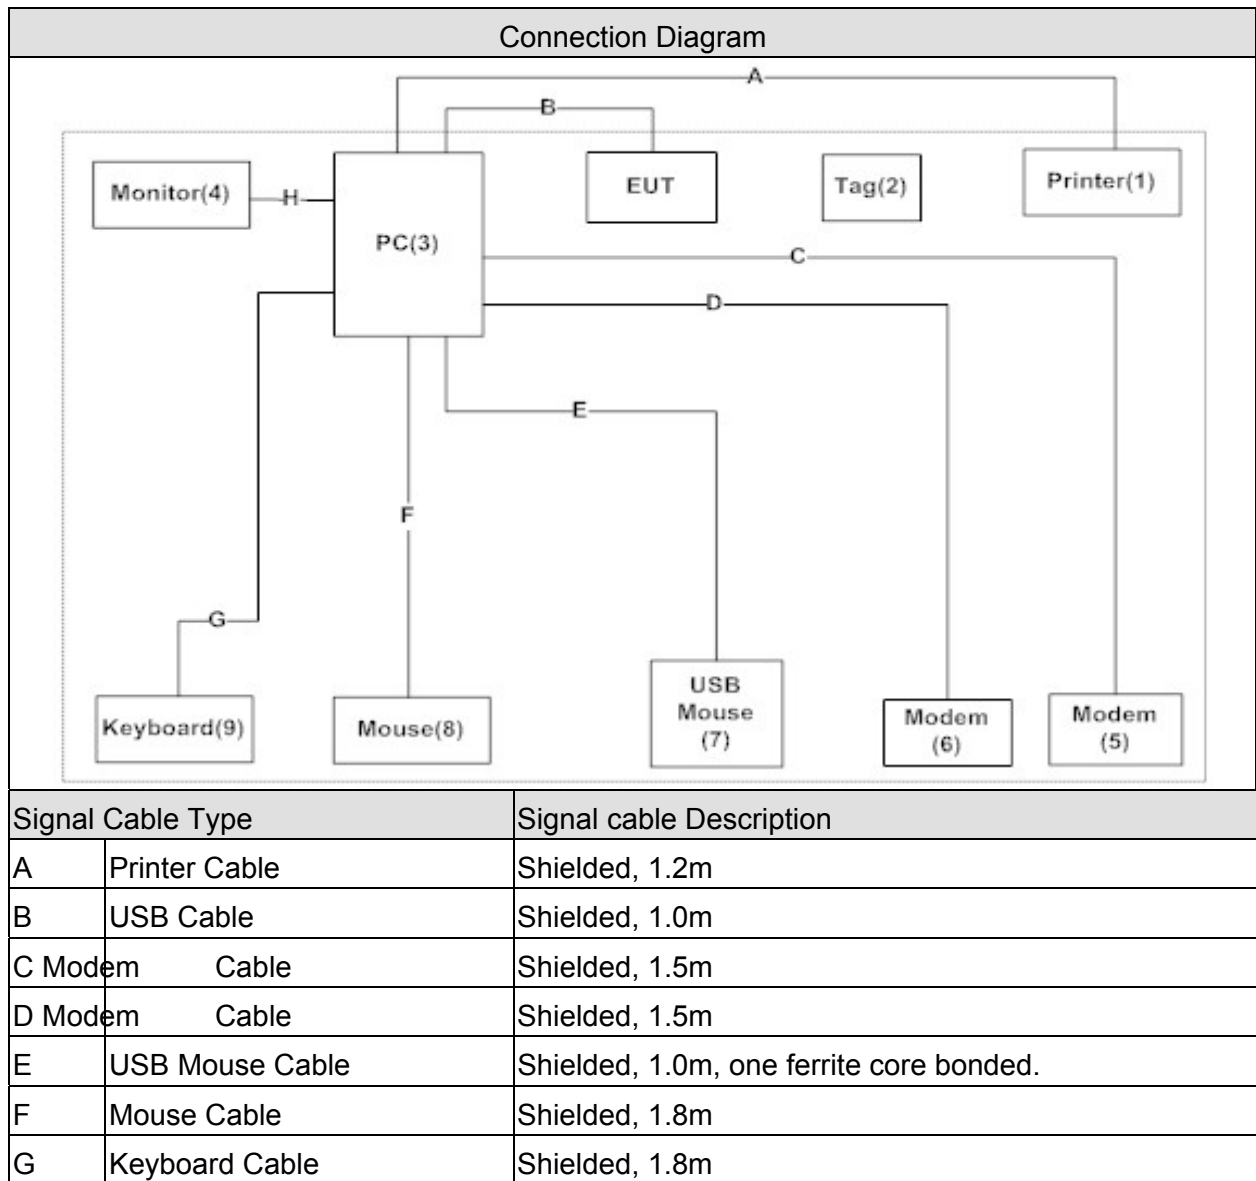 Connection Diagram
A
B
Monitor(4)
H
PC(3)
EUT
Tag(2)
Printer(1)
C
D
E
F
G
Keyboard(9)
Mouse(8)
USB
Mouse
(7)
Modem
(6)
Modem
(5)
Signal Cable Type Signal cable Description
A Printer Cable Shielded, 1.2m
B USB Cable Shielded, 1.0m
C Modem Cable Shielded, 1.5m
D Modem Cable Shielded, 1.5m
E USB Mouse Cable Shielded, 1.0m, one ferrite core bonded.
F Mouse Cable Shielded, 1.8m
G Keyboard Cable Shielded, 1.8m